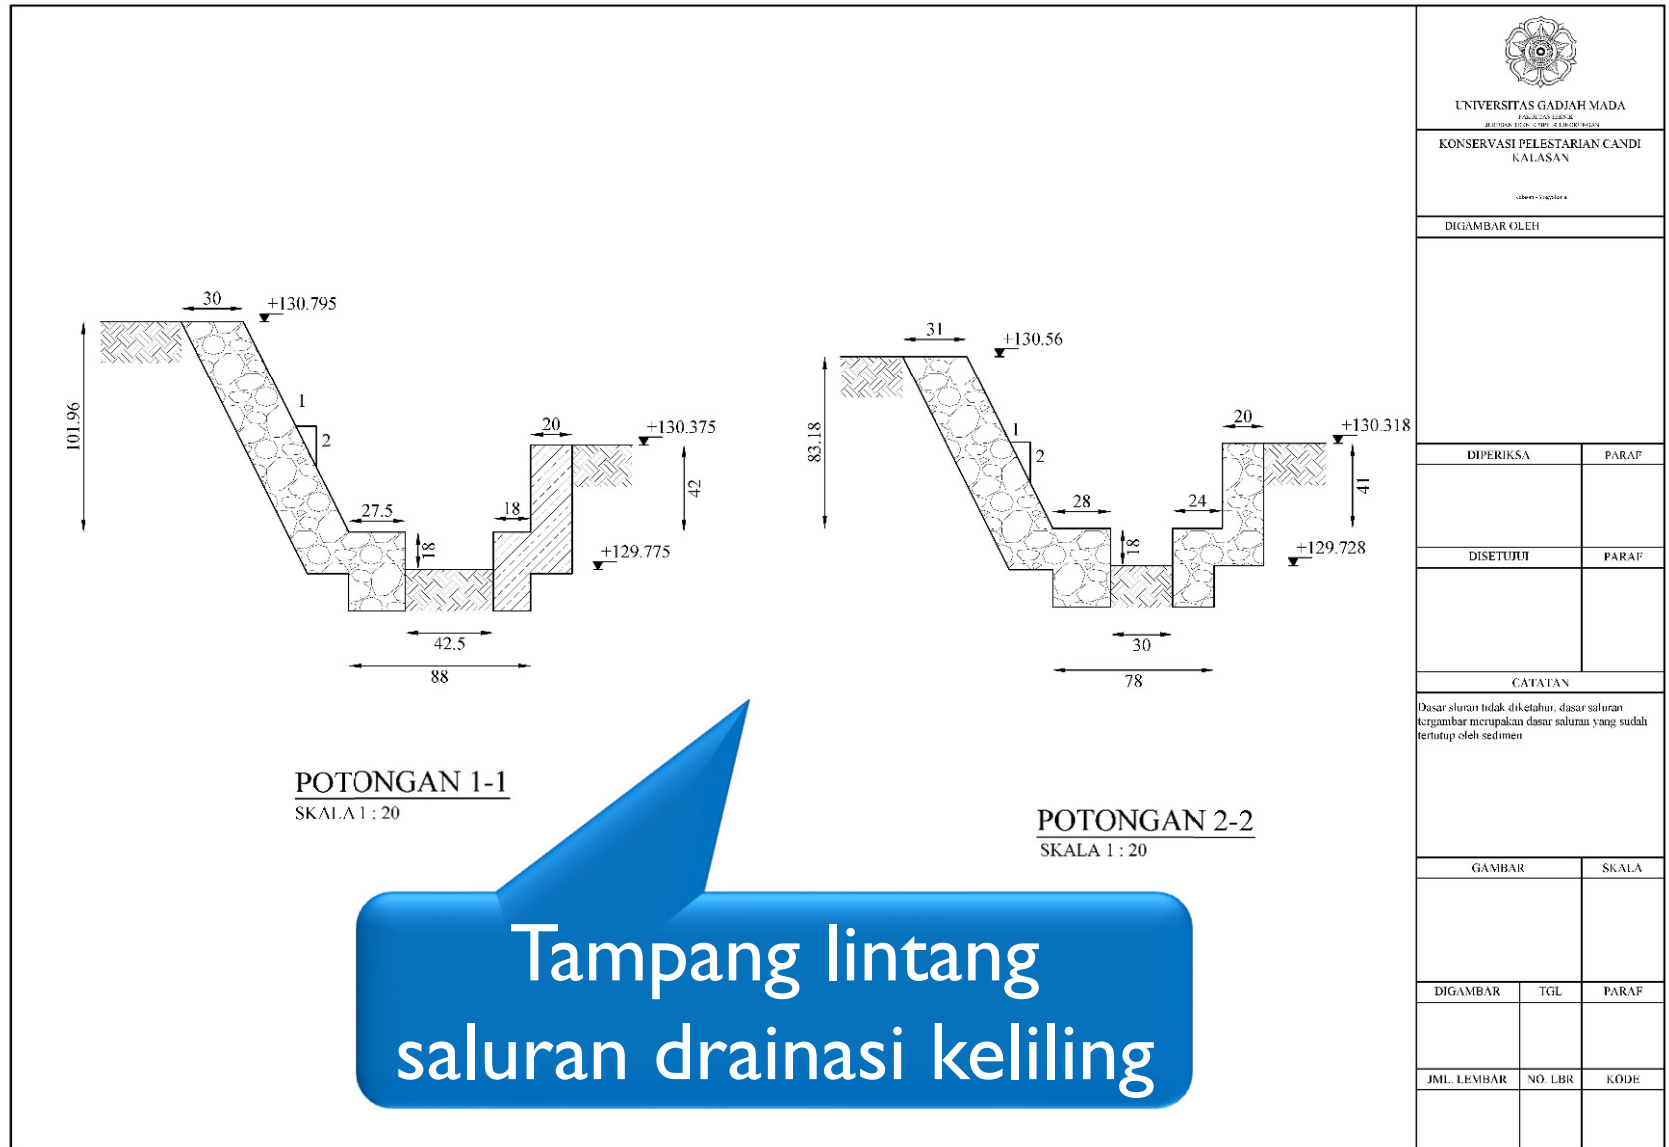 30
+130.795
101.96
1
2
20
+130.375
27.5
18
18
42
+129.775
42.5
88
POTONGAN 1-1
SKALA 1 : 20
31
+130.56
83.18
1
2
20
+130.318
28
24
18
41
+129.728
30
78
POTONGAN 2-2
SKALA 1 : 20
Tampang lintang
saluran drainasi keliling
UNIVERSITAS GADJAH MADA
FAKULTAS TEKNIK
KONSERVASI PELESTARIAN CANDI
KALASAN
DIGAMBAR OLEH
DIPERIKSA PARAF
DISETUJUI PARAF
CATATAN
Dasar sluran tidak diketahui, dasar saluran
tergambar merupakan dasar saluran yang sudah
tertutup oleh sedimen
GAMBAR SKALA
DIGAMBAR TGL PARAF
JML. LEMBAR NO. LBR KODE